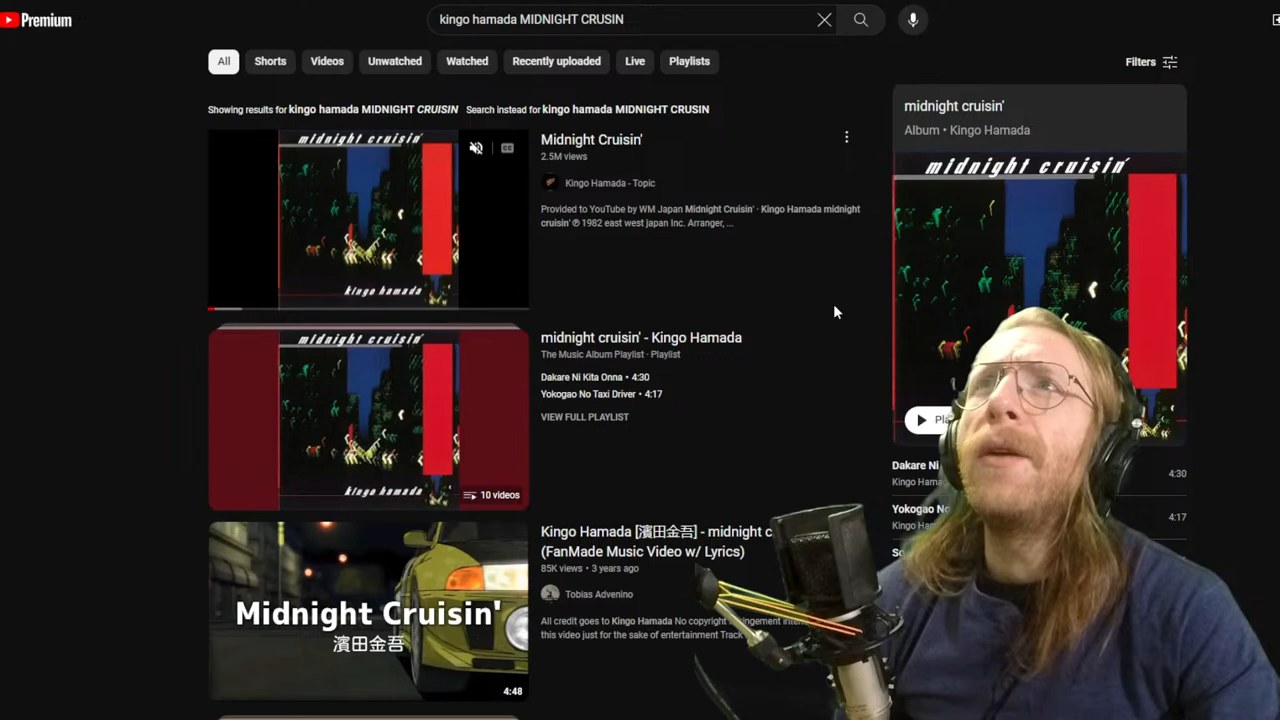 Premium
kingo hamada MIDNIGHT CRUSIN
All
Shorts
Videos
Unwatched
Watched
Recently uploaded
Live
Playlists
Filters
Showing results for kingo hamada MIDNIGHT CRUISIN Search instead for kingo hamada MIDNIGHT CRUSIN
midnight cruisin'
kingo hamada
Midnight Cruisin'
2.5M views
Kingo Hamada - Topic
Provided to YouTube by WM Japan Midnight Cruisin' · Kingo Hamada midnight
cruisin' ℗ 1982 east west japan Inc. Arranger, ...
midnight cruisin'
kingo hamada
10 videos
midnight cruisin' - Kingo Hamada
The Music Album Playlist · Playlist
Dakare Ni Kita Onna • 4:30
Yokogao No Taxi Driver • 4:17
VIEW FULL PLAYLIST
Midnight Cruisin'
濱田金吾
4:48
Kingo Hamada [濱田金吾] - midnight c
(FanMade Music Video w/ Lyrics)
85K views • 3 years ago
Tobias Advenino
All credit goes to Kingo Hamada No copyright
this video just for the sake of entertainment Track
midnight cruisin'
Album • Kingo Hamada
midnight cruisin'
Dakare Ni
4:30
Kingo Hama
Yokogao No
4:17
Kingo Ham